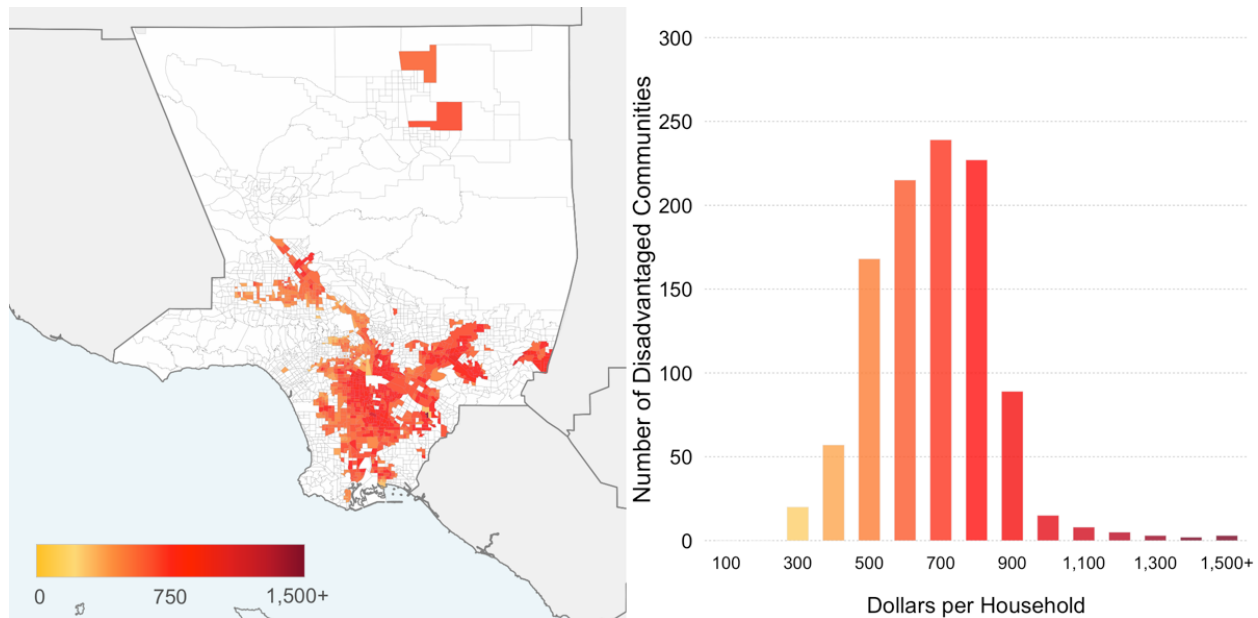 0 750 1,500+
Number of Disadvantaged Communities
300
250
200
150
100
50
0
100 300 500 700 900 1,100 1,300 1,500+
Dollars per Household